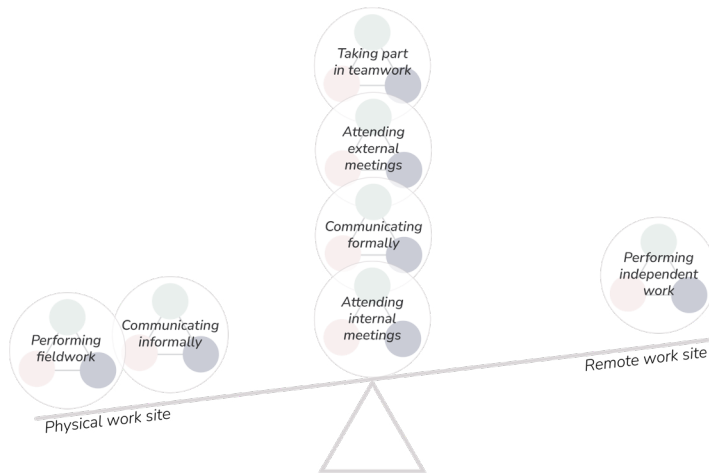 Taking part
in teamwork
Attending
external
meetings
Communicating
formally
Attending
internal
meetings
Performing
fieldwork
Communicating
informally
Performing
independent
work
Physical work site
Remote work site